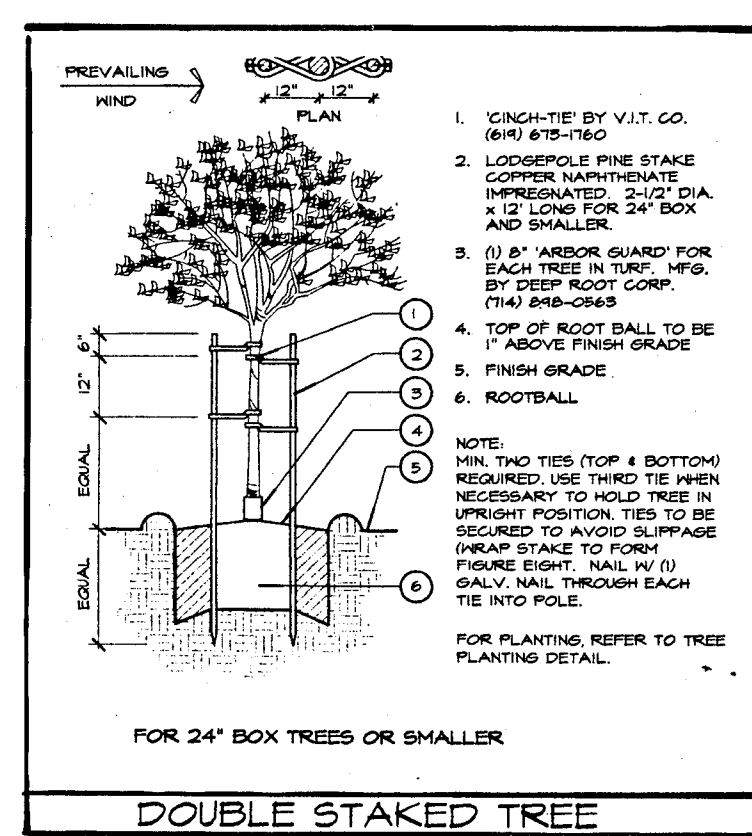 PREVAILING
WIND
12" 12"
PLAN
1. 'CINCH-TIE' BY V.I.T. CO.
(619) 673-1760
2. LODGEPOLE PINE STAKE
COPPER NAPHTHENATE
IMPREGNATED. 2-1/2" DIA.
x 12' LONG FOR 24" BOX
AND SMALLER.
3. (1) 8" 'ARBOR GUARD' FOR
EACH TREE IN TURF. MFG.
BY DEEP ROOT CORP.
(714) 898-0563
4. TOP OF ROOT BALL TO BE
1" ABOVE FINISH GRADE
5. FINISH GRADE
6. ROOTBALL
NOTE:
MIN. TWO TIES (TOP & BOTTOM)
REQUIRED. USE THIRD TIE WHEN
NECESSARY TO HOLD TREE IN
UPRIGHT POSITION. TIES TO BE
SECURED TO AVOID SLIPPAGE
(WRAP STAKE TO FORM
FIGURE EIGHT. NAIL W/ (1)
GALV. NAIL THROUGH EACH
TIE INTO POLE.
FOR PLANTING, REFER TO TREE
PLANTING DETAIL.
6"
12"
EQUAL
EQUAL
1
2
3
4
5
6
FOR 24" BOX TREES OR SMALLER
DOUBLE STAKED TREE